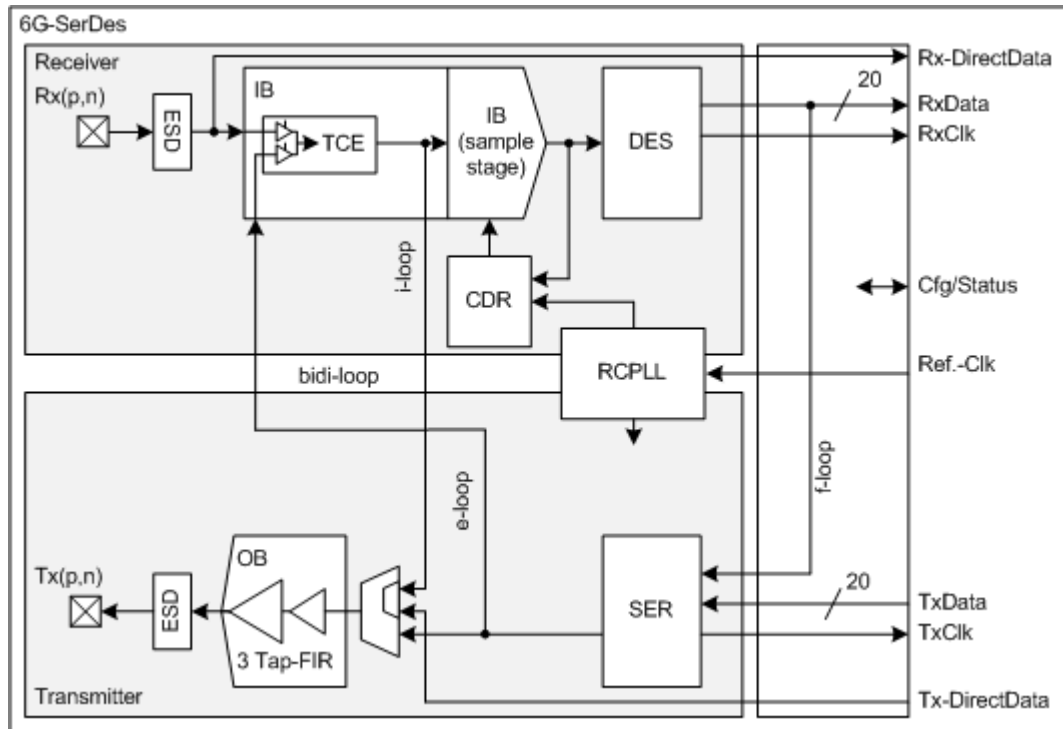 6G-SerDes
Receiver
Rx(p,n)
ESD
IB
TCE
IB
(sample
stage)
DES
20
Rx-DirectData
RxData
RxClk
i-loop
CDR
Cfg/Status
RCPLL
Ref.-Clk
bidi-loop
e-loop
f-loop
Tx(p,n)
ESD
OB
3 Tap-FIR
SER
20
TxData
TxClk
Transmitter
Tx-DirectData